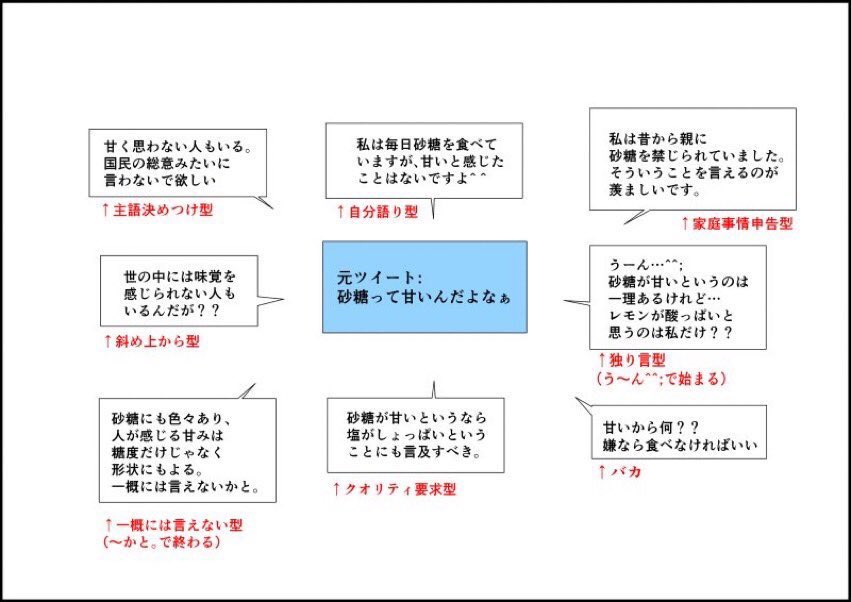 甘く思わない人もいる。
国民の総意みたいに
言わないで欲しい
↑主語決めつけ型
私は毎日砂糖を食べて
いますが、甘いと感じた
ことはないですよ^ ^
↑自分語り型
私は昔から親に
砂糖を禁じられていました。
そういうことを言えるのが
羨ましいです。
↑家庭事情申告型
世の中には味覚を
感じられない人も
いるんだが？？
↑斜め上から型
元ツイート:
砂糖って甘いんだよなぁ
うーん…^^;
砂糖が甘いというのは
一理あるけれど…
レモンが酸っぱいと
思うのは私だけ？？
↑独り言型
（う〜ん^^;で始まる）
砂糖にも色々あり、
人が感じる甘みは
糖度だけじゃなく
形状にもよる。
一概には言えないかと。
↑一概には言えない型
（〜かと。で終わる）
砂糖が甘いというなら
塩がしょっぱいという
ことにも言及すべき。
↑クオリティ要求型
甘いから何？？
嫌なら食べなければいい
↑バカ